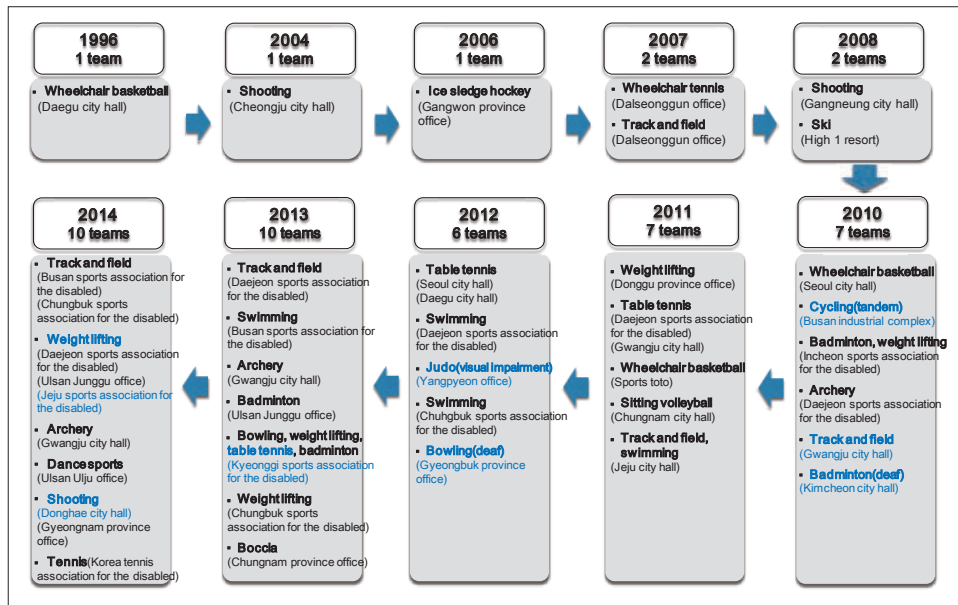 1996
1 team
▪ Wheelchair basketball
(Daegu city hall)
2004
1 team
▪ Shooting
(Cheongju city hall)
2006
1 team
▪ Ice sledge hockey
(Gangwon province
office)
2007
2 teams
▪ Wheelchair tennis
(Dalseonggun office)
▪ Track and field
(Dalseonggun office)
2008
2 teams
▪ Shooting
(Gangneung city hall)
▪ Ski
(High 1 resort)
2014
10 teams
▪ Track and field
(Busan sports association for
the disabled)
(Chungbuk sports
association for the disabled)
▪ Weight lifting
(Daejeon sports association
for the disabled)
(Ulsan Junggu office)
(Jeju sports association for
the disabled)
▪ Archery
(Gwangju city hall)
▪ Dance sports
(Ulsan Ulju office)
▪ Shooting
(Donghae city hall)
(Gyeongnam province
office)
▪ Tennis(Korea tennis
association for the disabled)
2013
10 teams
▪ Track and field
(Daejeon sports association
for the disabled)
▪ Swimming
(Busan sports association for
the disabled)
▪ Archery
(Gwangju city hall)
▪ Badminton
(Ulsan Junggu office)
▪ Bowling, weight lifting,
table tennis, badminton
(Kyeonggi sports association
for the disabled)
▪ Weight lifting
(Chungbuk sports
association for the disabled)
▪ Boccia
(Chungnam province office)
2012
6 teams
▪ Table tennis
(Seoul city hall)
(Daegu city hall)
▪ Swimming
(Daejeon sports association
for the disabled)
▪ Judo(visual impairment)
(Yangpyeon office)
▪ Swimming
(Chuhgbuk sports association
for the disabled)
▪ Bowling(deaf)
(Gyeongbuk province
office)
2011
7 teams
▪ Weight lifting
(Donggu province office)
▪ Table tennis
(Daejeon sports association
for the disabled)
(Gwangju city hall)
▪ Wheelchair basketball
(Sports toto)
▪ Sitting volleyball
(Chungnam city hall)
▪ Track and field,
swimming
(Jeju city hall)
2010
7 teams
▪ Wheelchair basketball
(Seoul city hall)
▪ Cycling(tandem)
(Busan industrial complex)
▪ Badminton, weight lifting
(Incheon sports association
for the disabled)
▪ Archery
(Daejeon sports association
for the disabled)
▪ Track and field
(Gwangju city hall)
▪ Badminton(deaf)
(Kimcheon city hall)